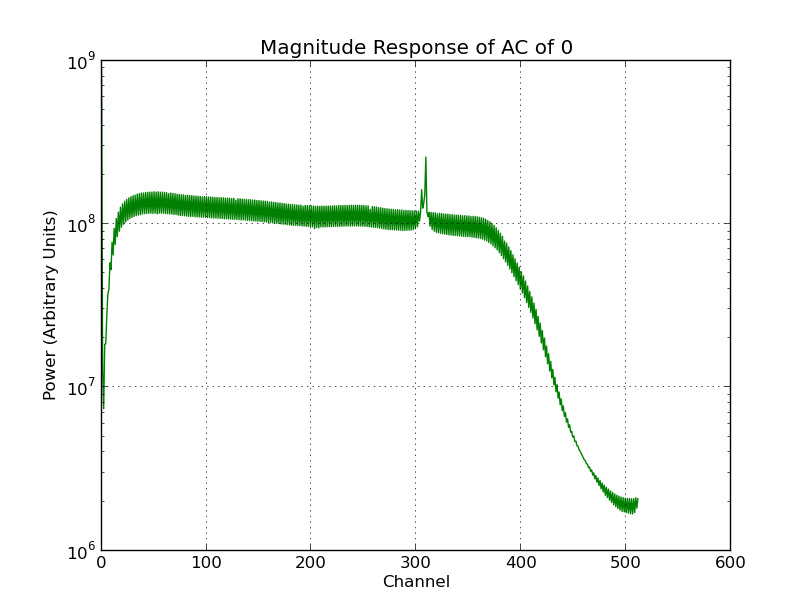 Magnitude Response of AC of 0
10^9
10^8
10^7
10^6
Power (Arbitrary Units)
0 100 200 300 400 500 600
Channel